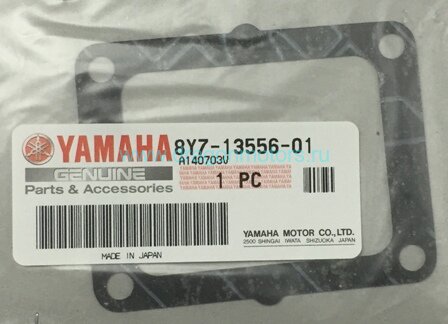 YAMAHA 8Y7-13556-01
A140703V
GENUINE
Parts & Accessories
1 PC
YAMAHA MOTOR CO.,LTD.
2500 SHINGAI IWATA SHIZUOKA JAPAN
MADE IN JAPAN